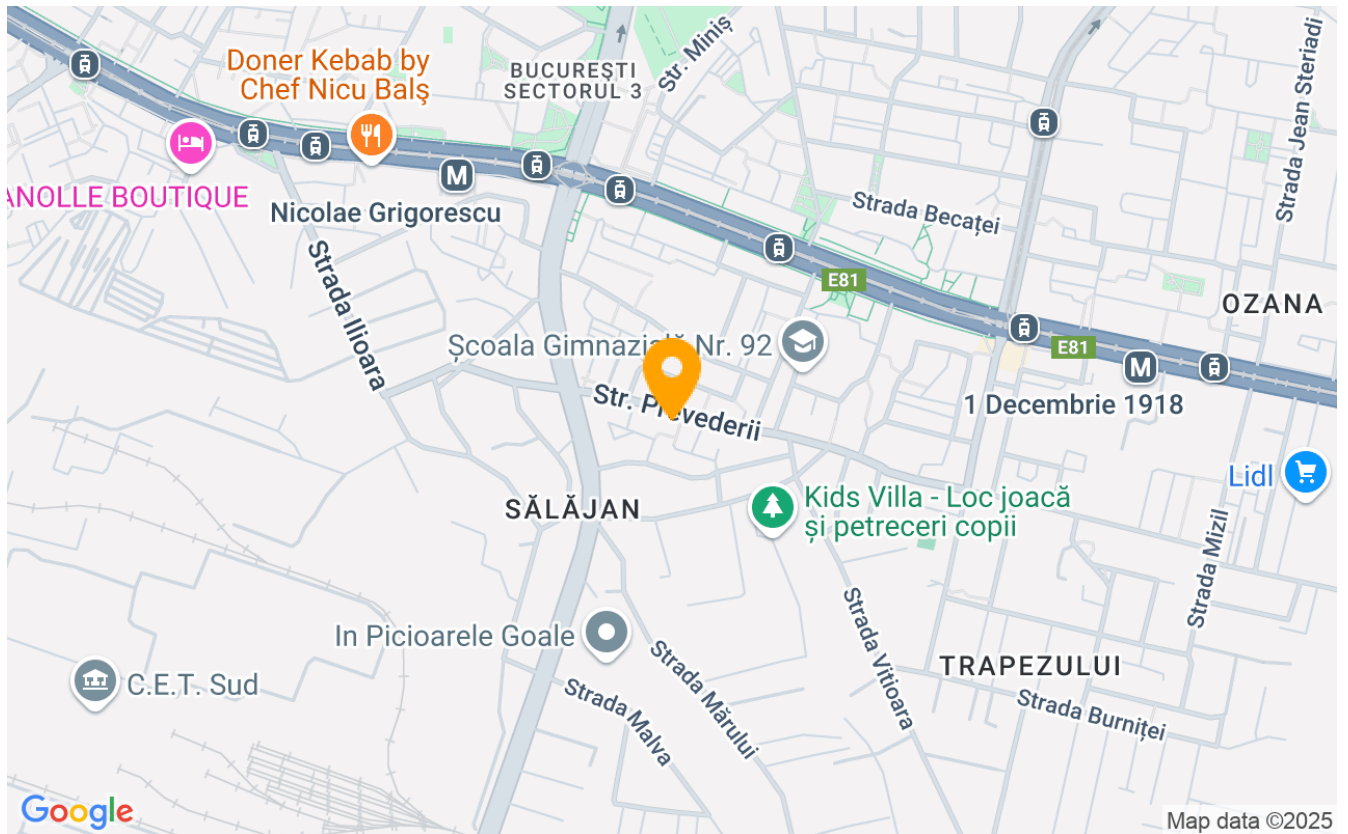 Doner Kebab by
Chef Nicu Balş
BUCUREŞTI
SECTORUL 3
Str. Miniș
Strada Jean Steriadi
M
ANOLLE BOUTIQUE
Nicolae Grigorescu
Strada Becaței
Strada Ilioara
E81
OZANA
Școala Gimnazială Nr. 92
E81
M
Str. Prevederii
1 Decembrie 1918
Lidl
SĂLĂJAN
Kids Villa - Loc joacă
și petreceri copii
Strada Mizil
In Picioarele Goale
Strada Vitioara
C.E.T. Sud
Strada Malva
Strada Mărului
TRAPEZULUI
Strada Burniței
Google
Map data ©2025